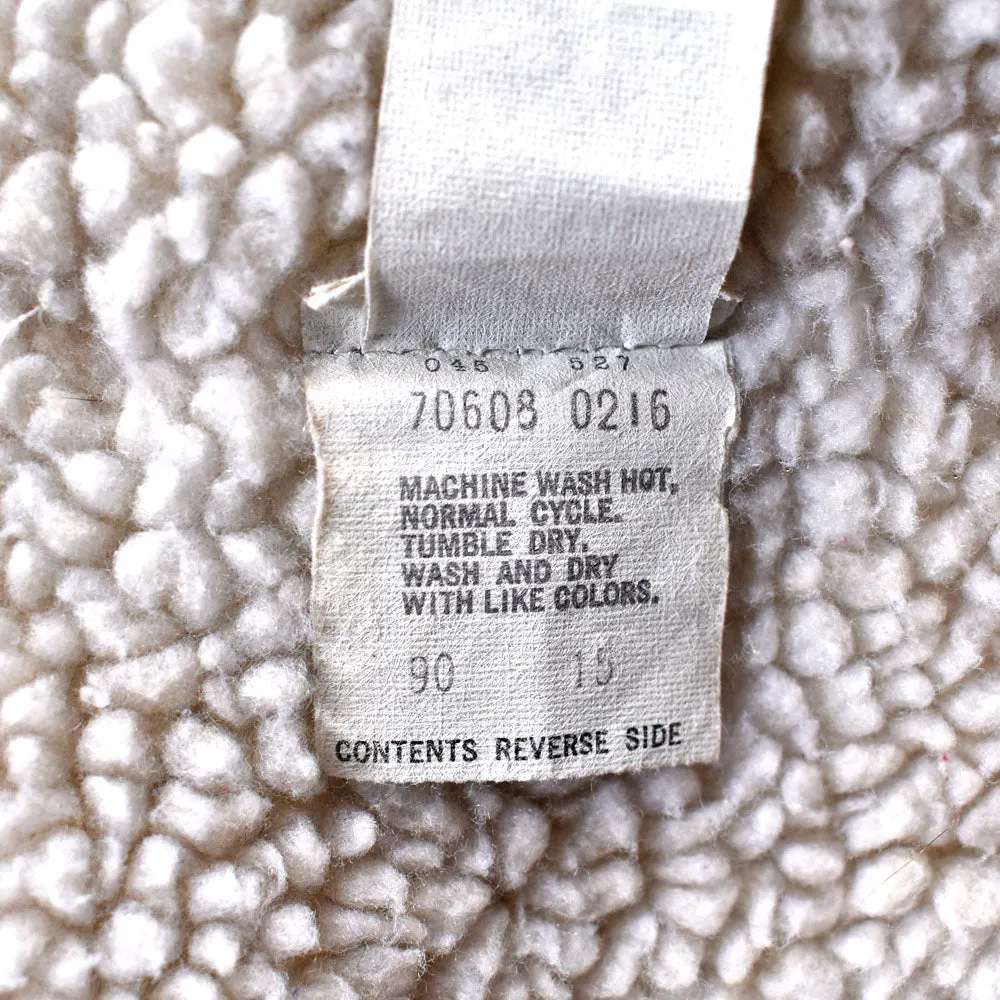 045 527
70608 0216
MACHINE WASH HOT,
NORMAL CYCLE.
TUMBLE DRY.
WASH AND DRY
WITH LIKE COLORS.
90 15
CONTENTS REVERSE SIDE